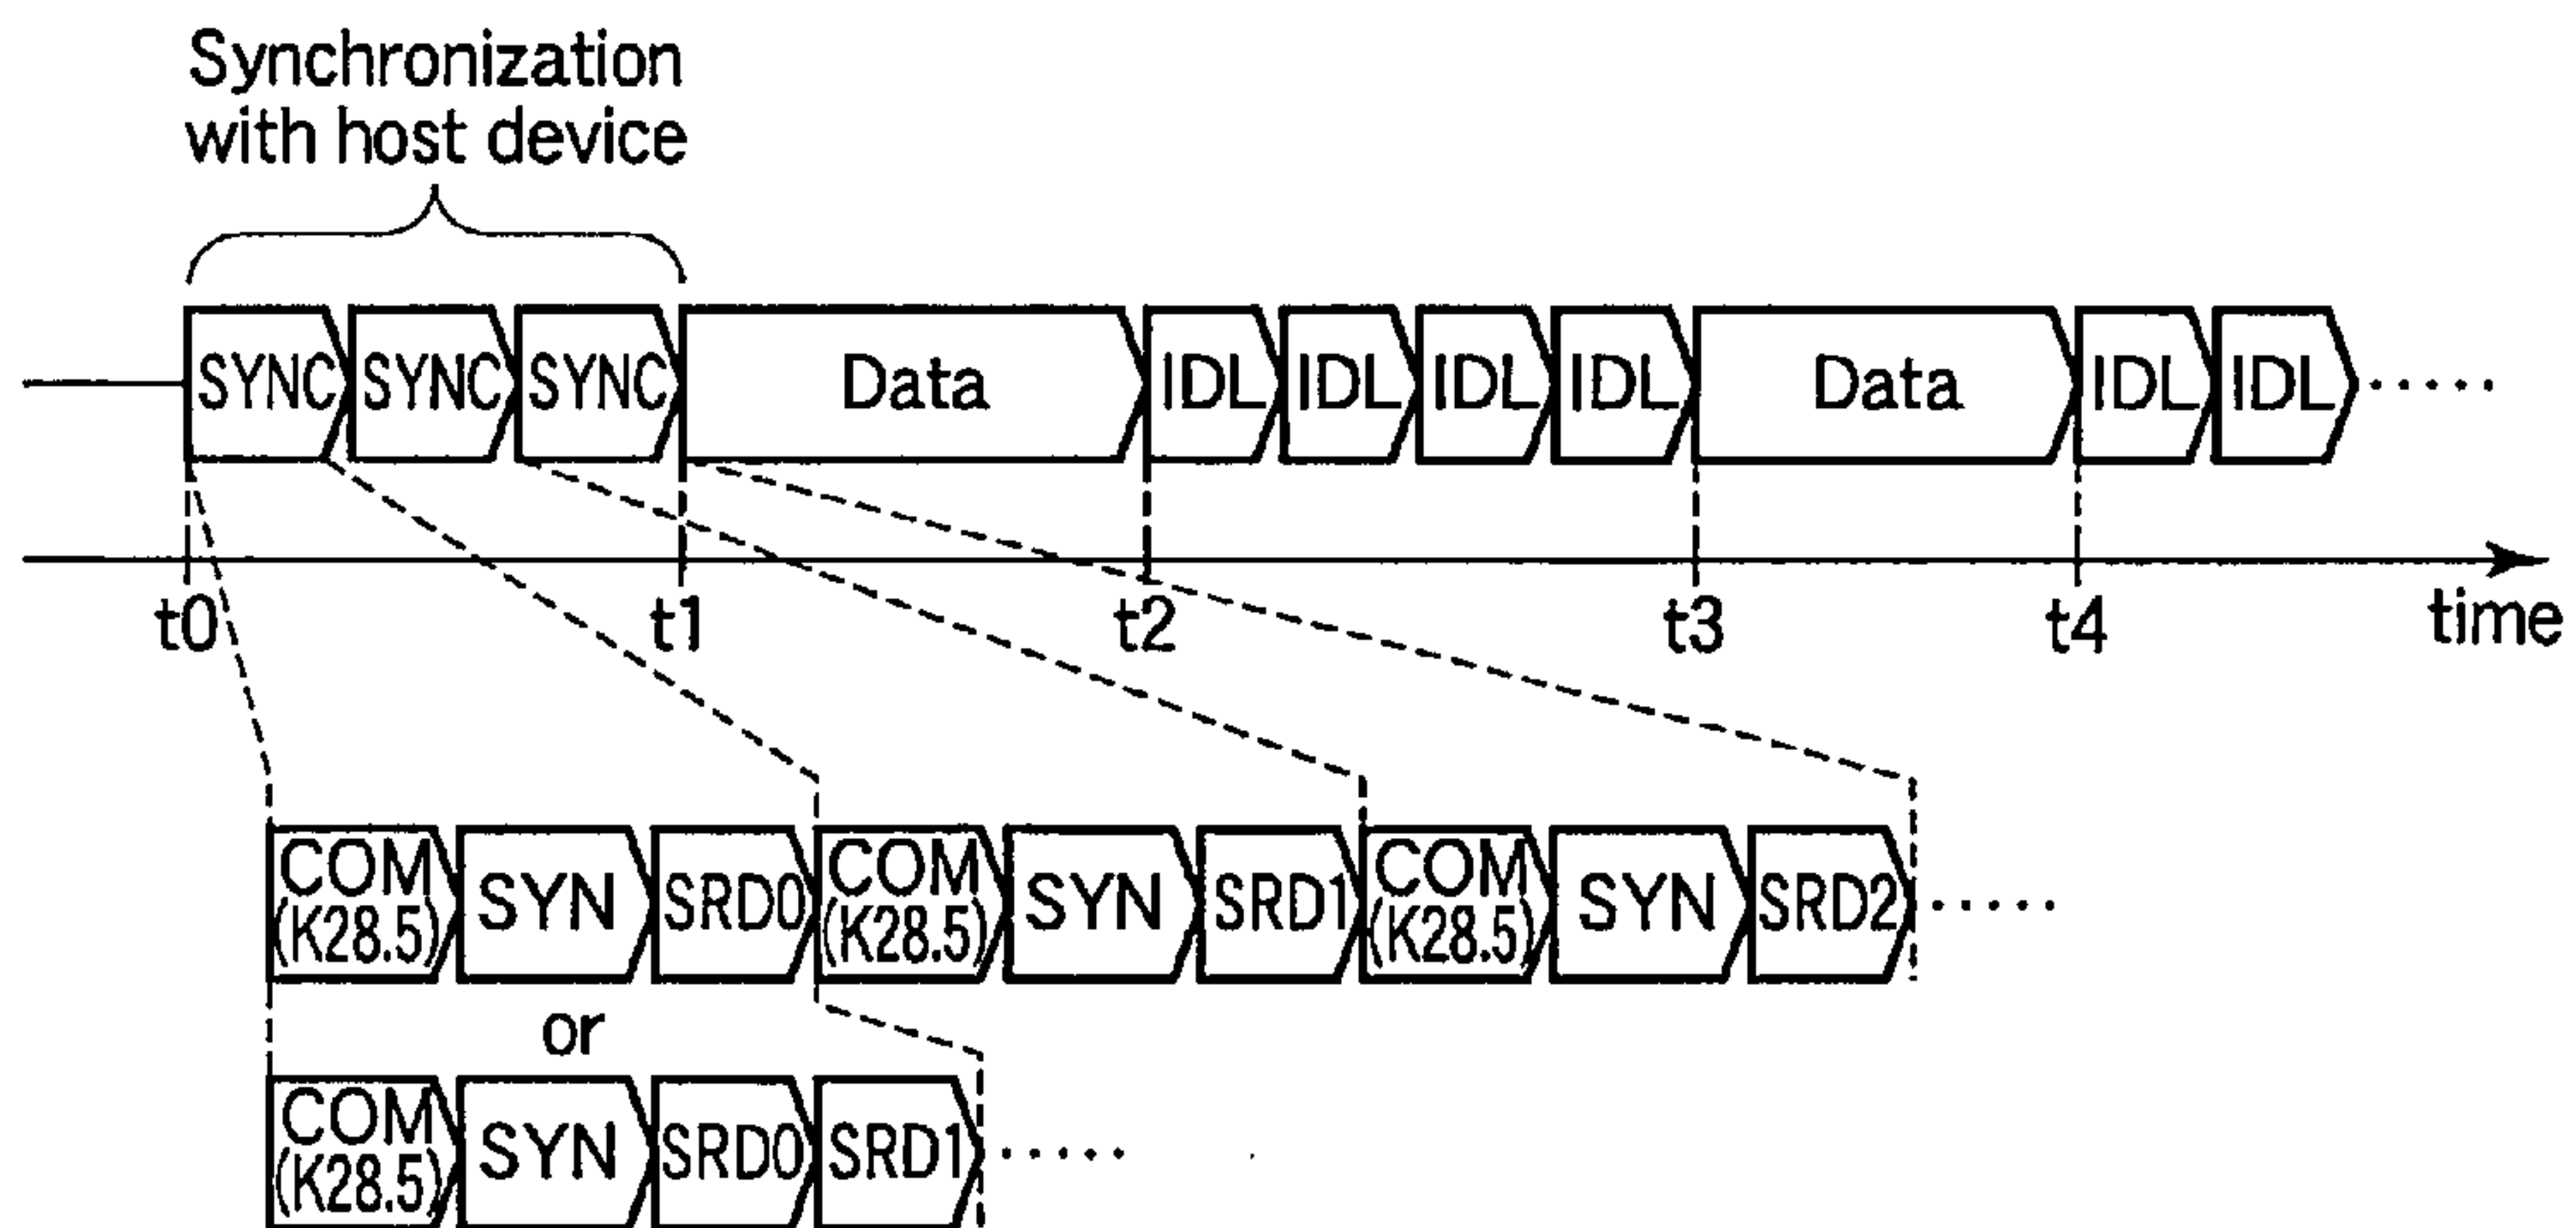 Synchronization
with host device
SYNC SYNC SYNC Data IDL IDL IDL IDL Data IDL IDL
t0 t1 t2 t3 t4 time
COM (K28.5) SYN SRD0 COM (K28.5) SYN SRD1 COM (K28.5) SYN SRD2
or
COM (K28.5) SYN SRD0 SRD1